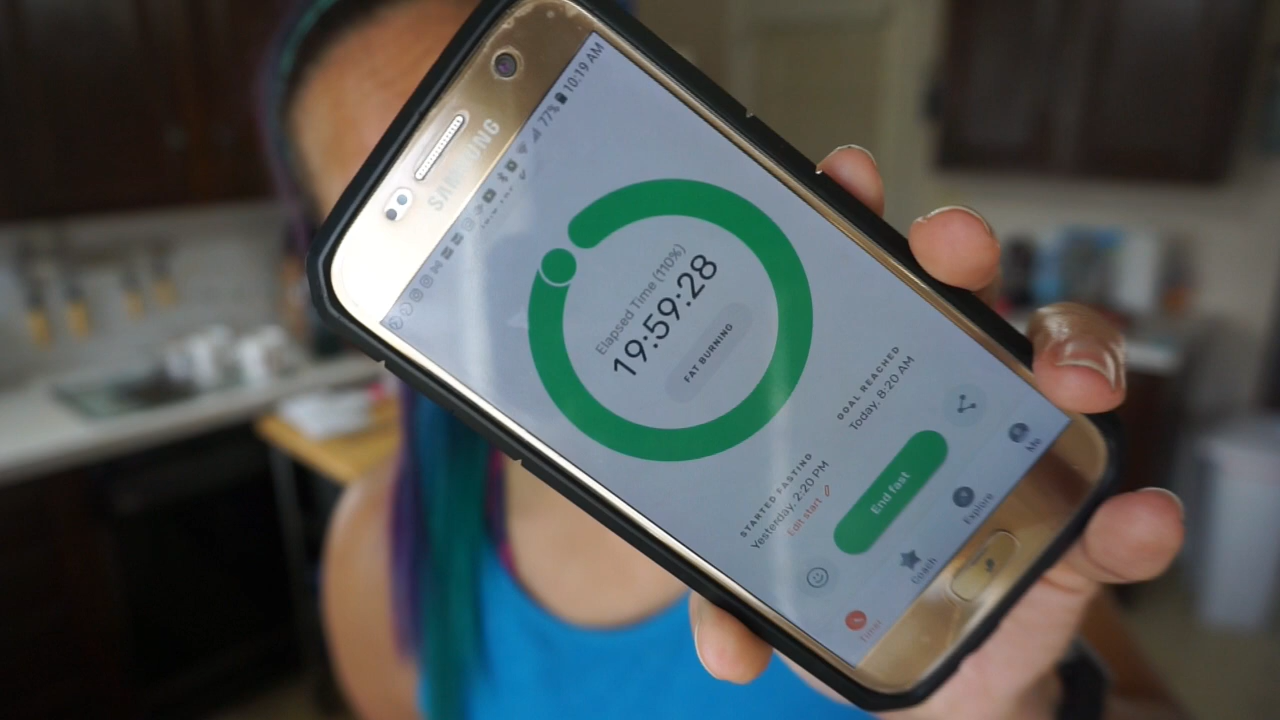 SAMSUNG
77% 10:19 AM
Elapsed Time (110%)
19:59:28
FAT BURNING
STARTED FASTING
Yesterday, 2:20 PM
Edit start
GOAL REACHED
Today, 8:20 AM
End fast
Timer
Coach
Explore
Me